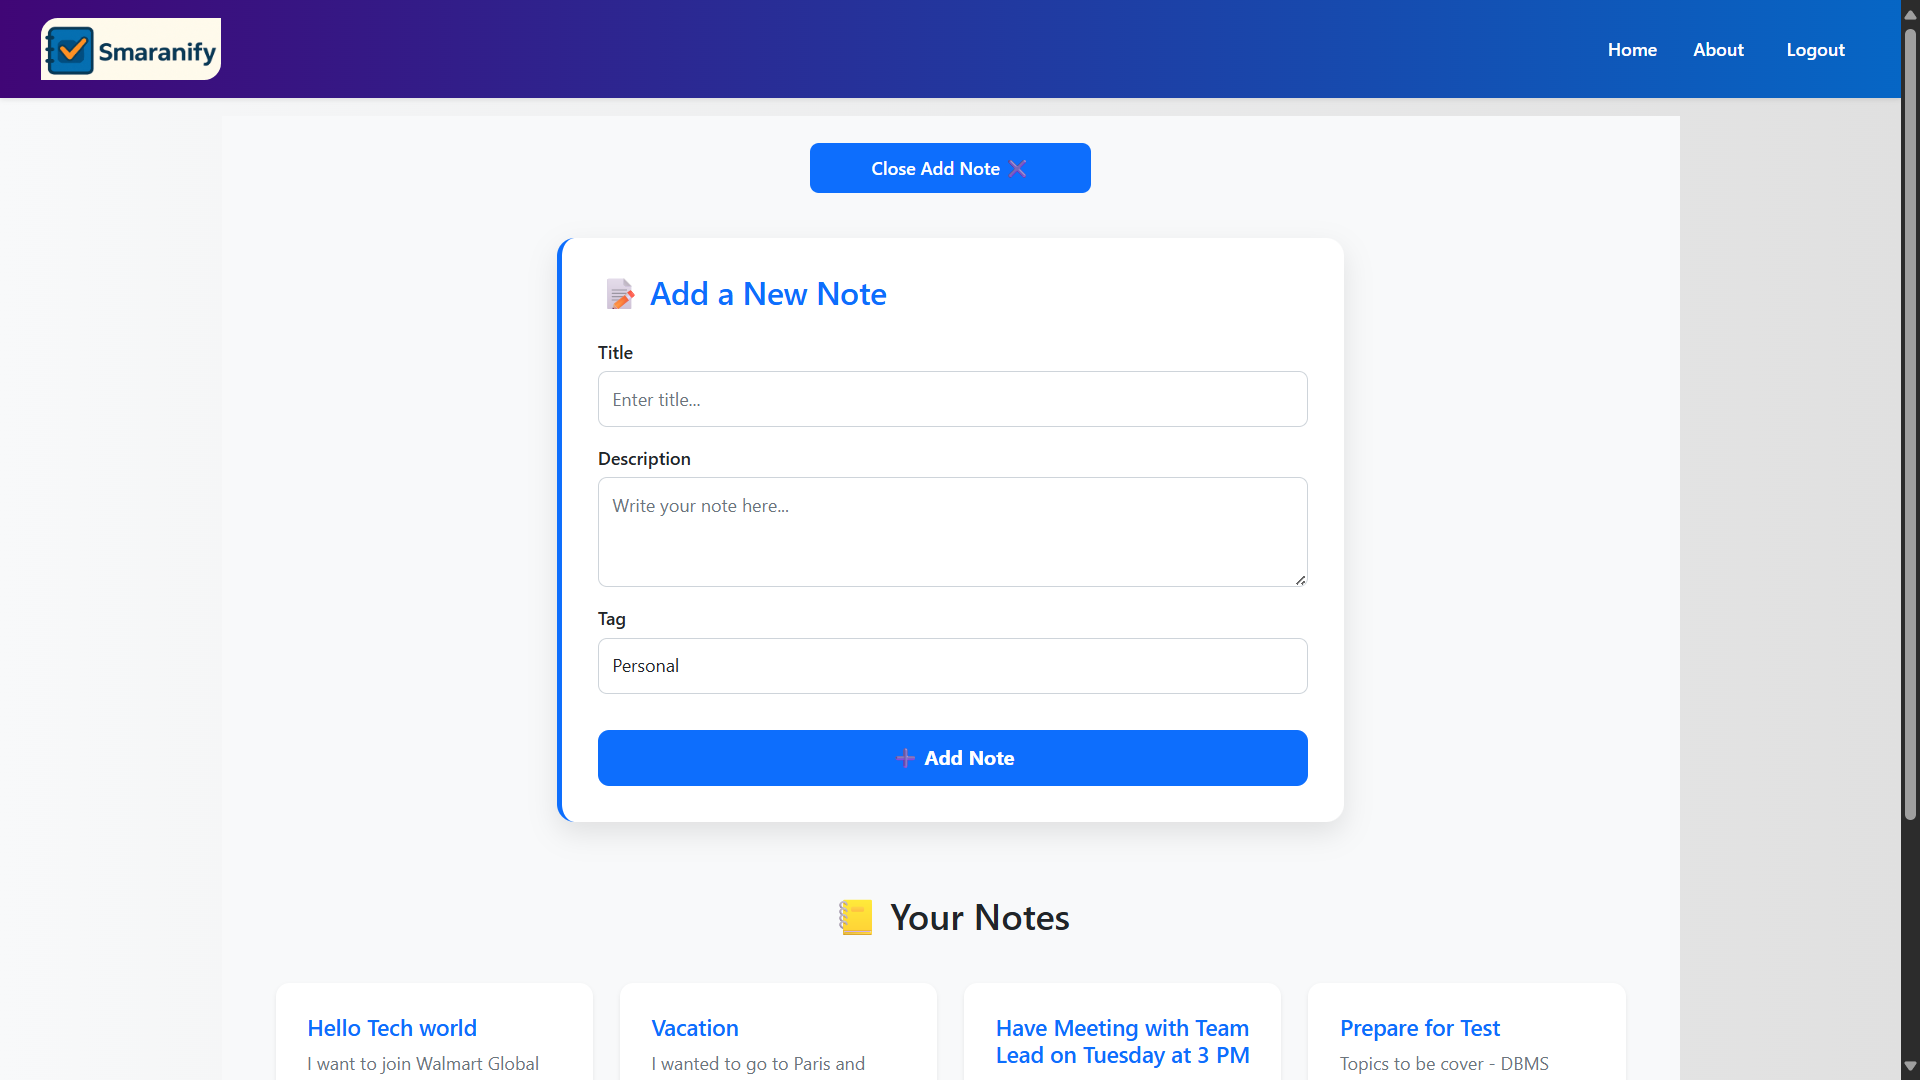 Smaranify
Home About Logout
Close Add Note ❌
📝 Add a New Note
Title
Enter title...
Description
Write your note here...
Tag
Personal
➕ Add Note
📒 Your Notes
Hello Tech world
I want to join Walmart Global
Vacation
I wanted to go to Paris and
Have Meeting with Team
Lead on Tuesday at 3 PM
Prepare for Test
Topics to be cover - DBMS